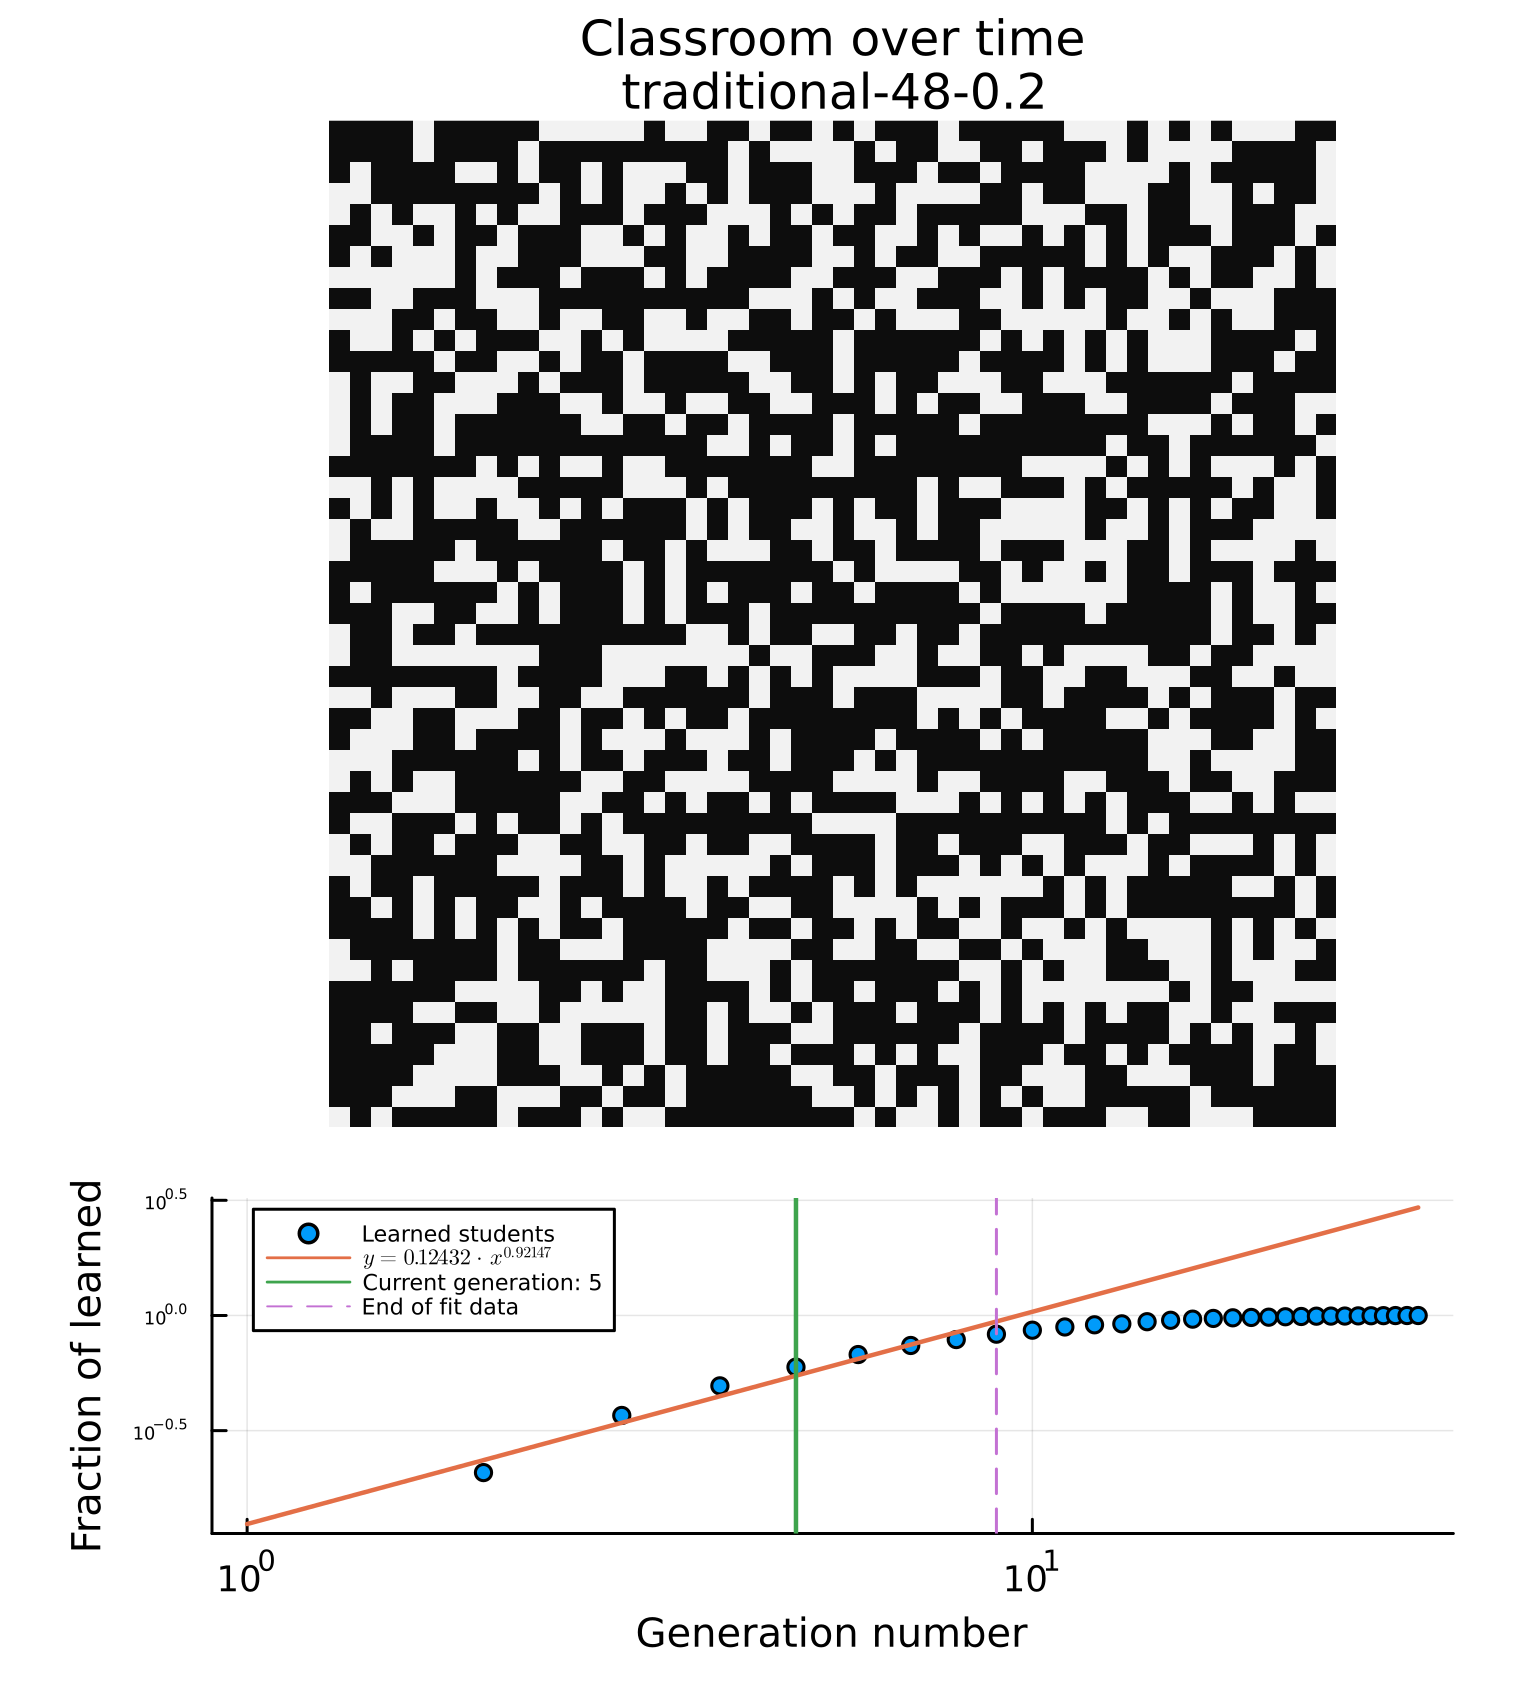 Classroom over time
traditional-48-0.2
Fraction of learned
10^0.5
10^0.0
10^−0.5
Learned students
y = 0.12432 · x^0.92147
Current generation: 5
End of fit data
10^0
10^1
Generation number